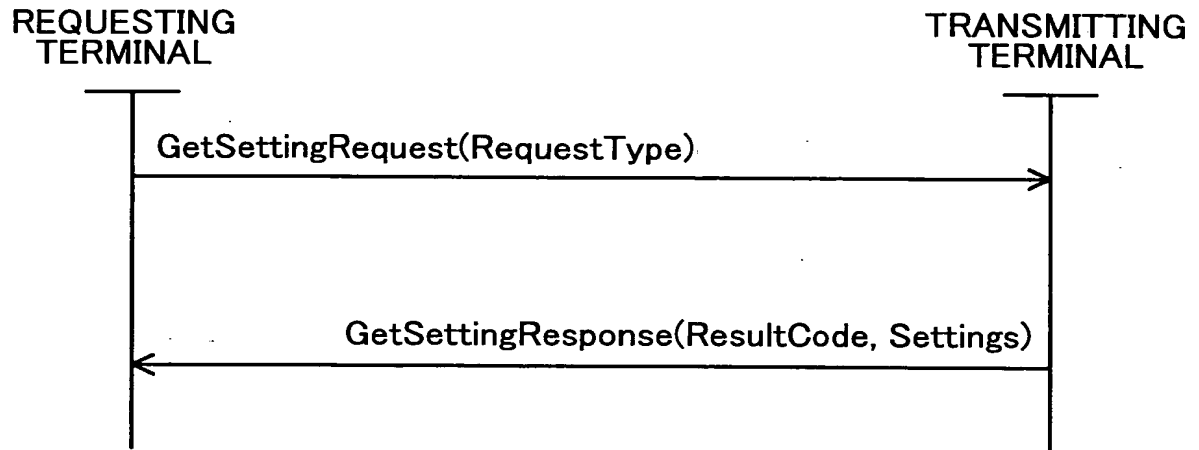 REQUESTING
TERMINAL
TRANSMITTING
TERMINAL
GetSettingRequest(RequestType)
GetSettingResponse(ResultCode, Settings)